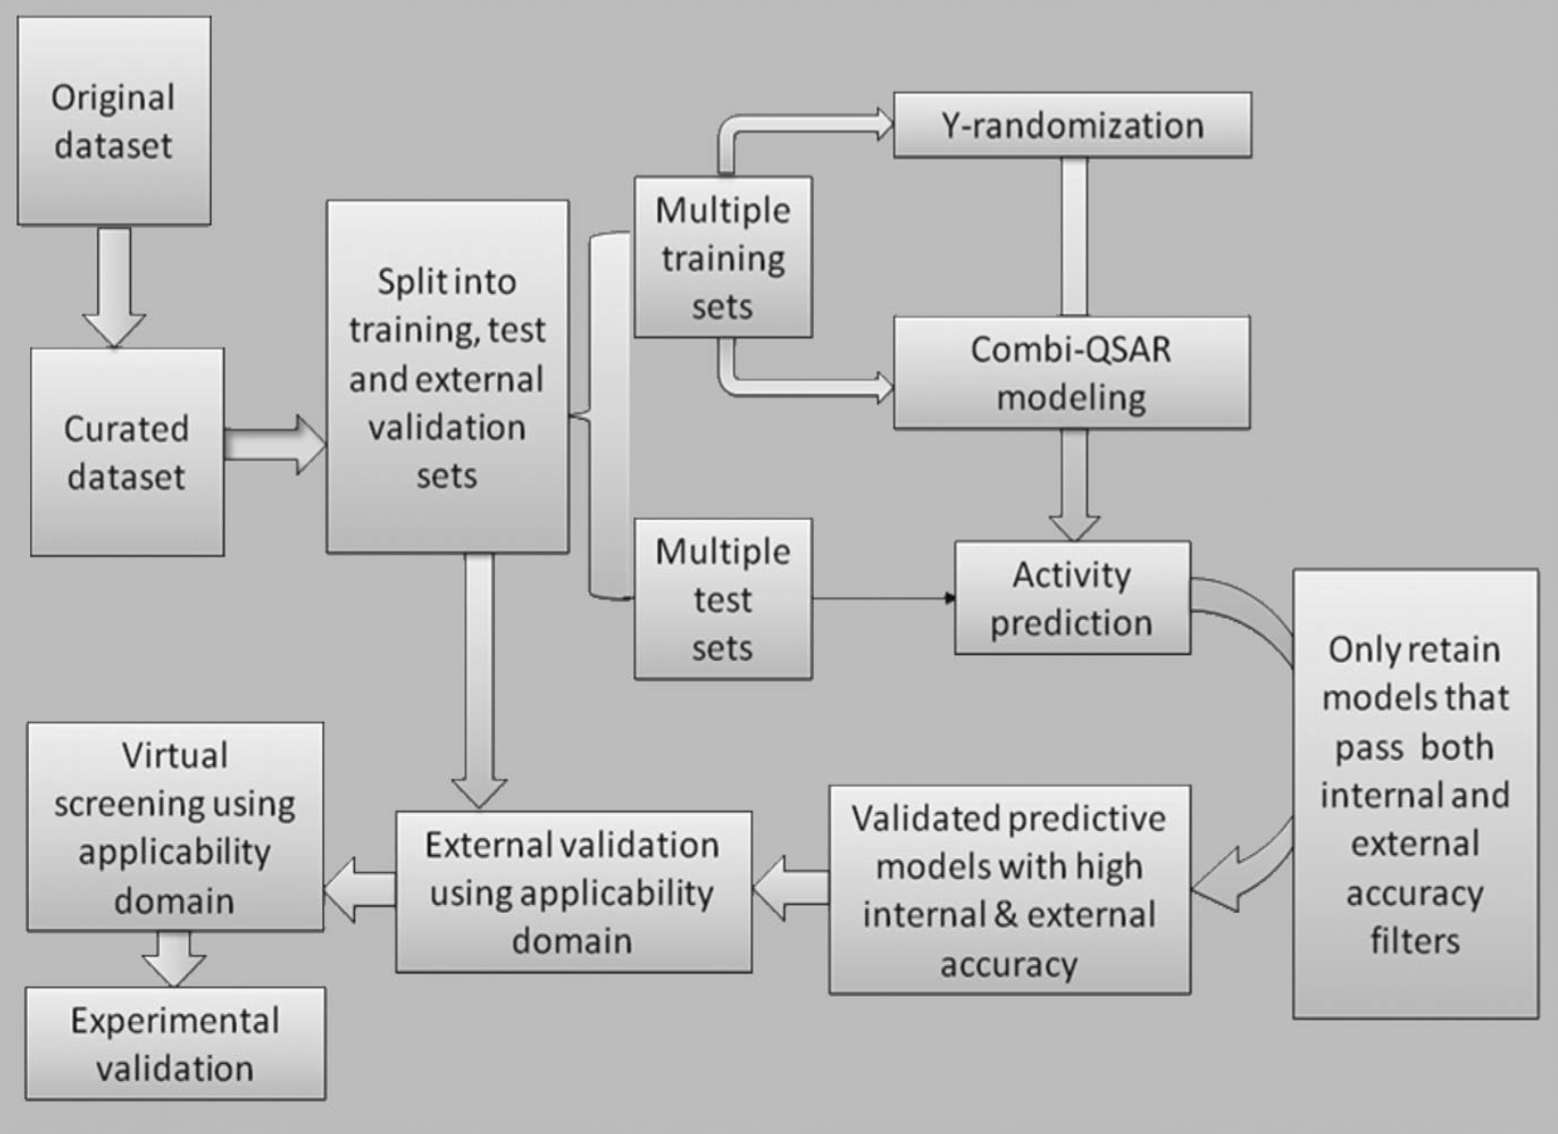 Original
dataset
Curated
dataset
Split into
training, test
and external
validation
sets
Multiple
training
sets
Multiple
test
sets
Y-randomization
Combi-QSAR
modeling
Activity
prediction
Only retain
models that
pass both
internal and
external
accuracy
filters
Validated predictive
models with high
internal & external
accuracy
External validation
using applicability
domain
Virtual
screening using
applicability
domain
Experimental
validation